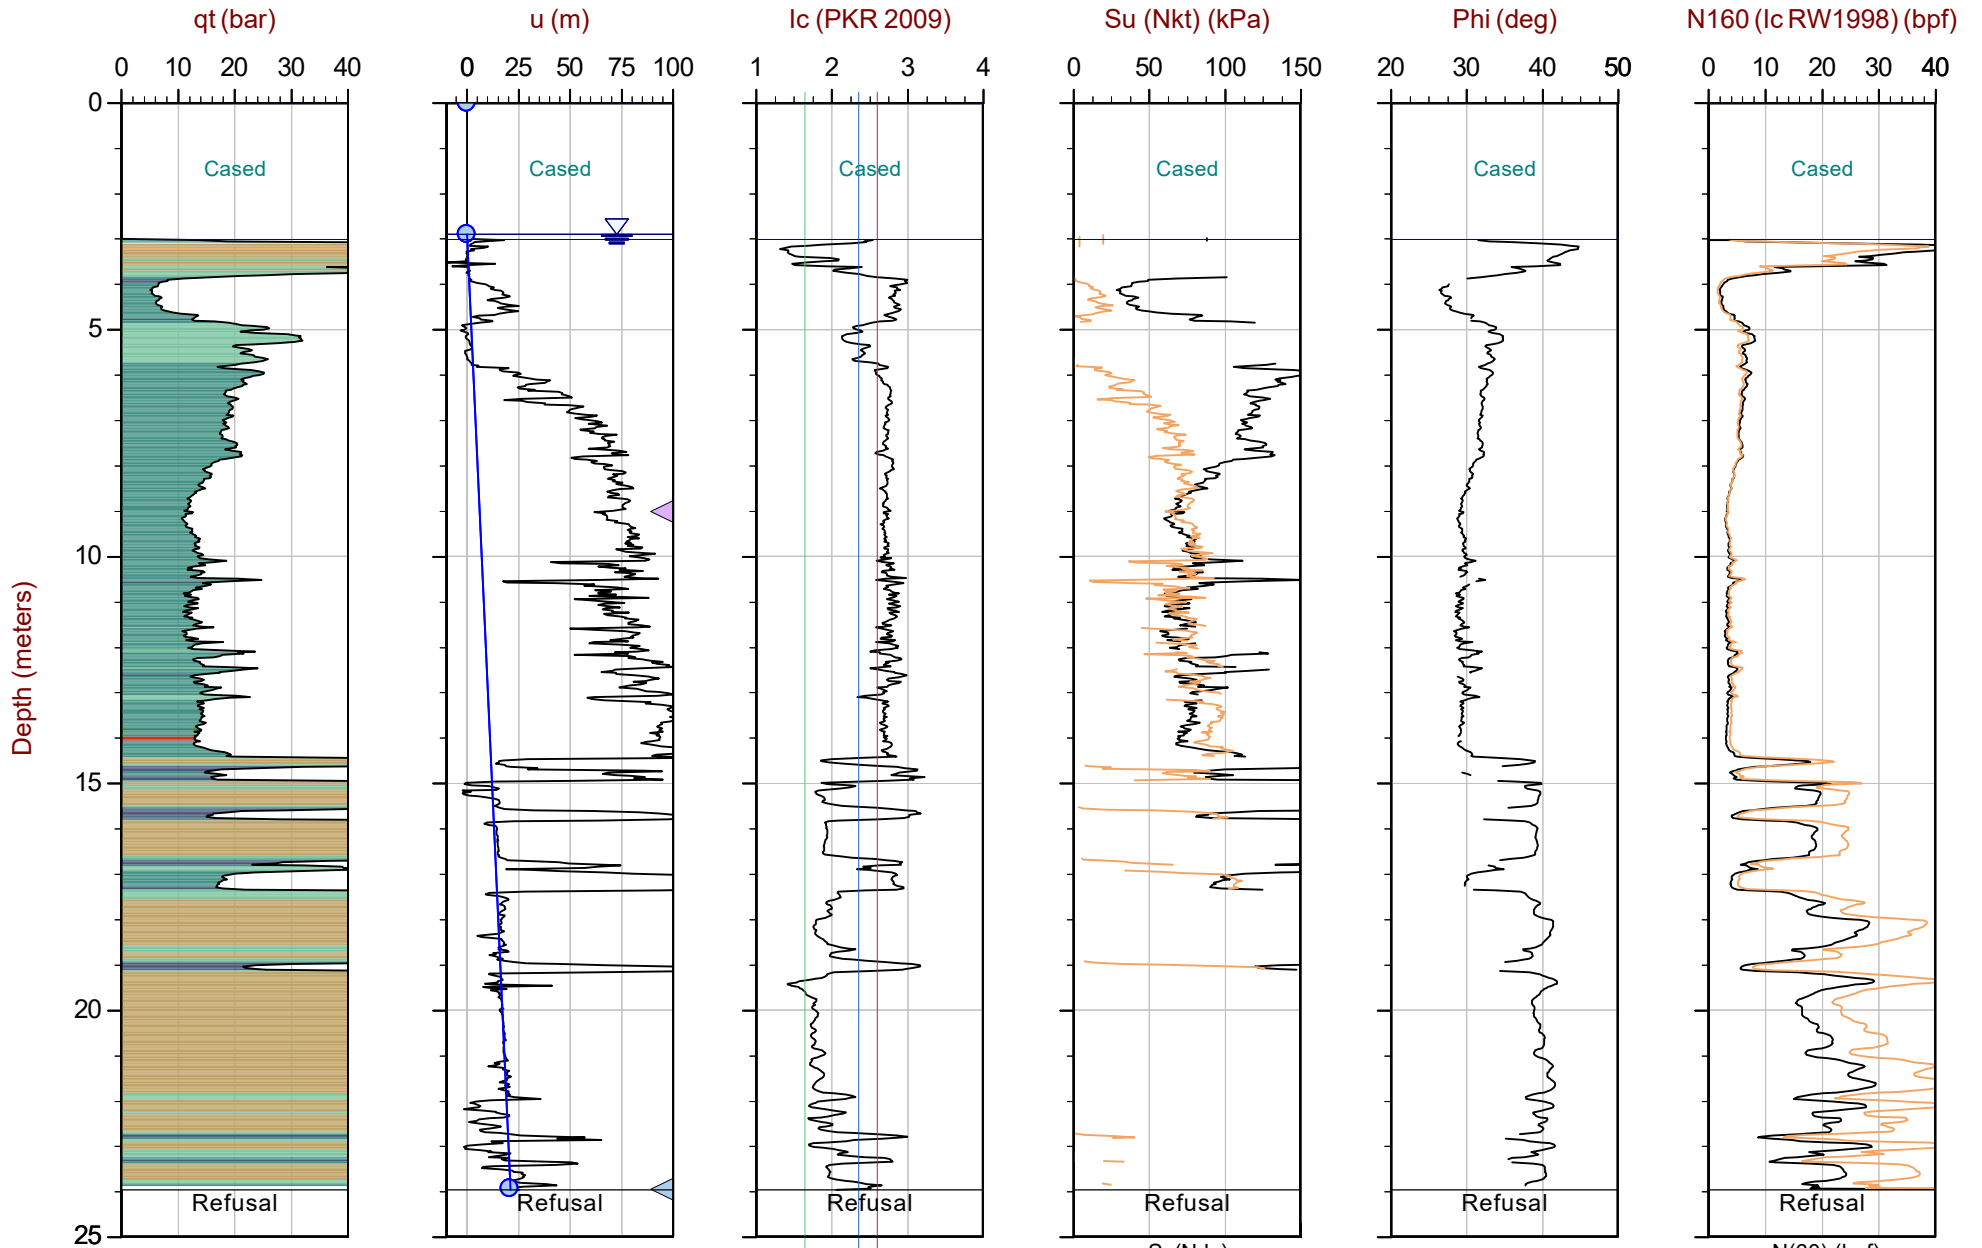 qt (bar) u (m) Ic (PKR 2009) Su (Nkt) (kPa) Phi (deg) N160 (Ic RW1998) (bpf)
0 10 20 30 40 0 25 50 75 100 1 2 3 4 0 50 100 150 20 30 40 50 0 10 20 30 40
0
Cased Cased Cased Cased Cased Cased
5
10
Depth (meters)
15
20
Refusal Refusal Refusal Refusal Refusal Refusal
25